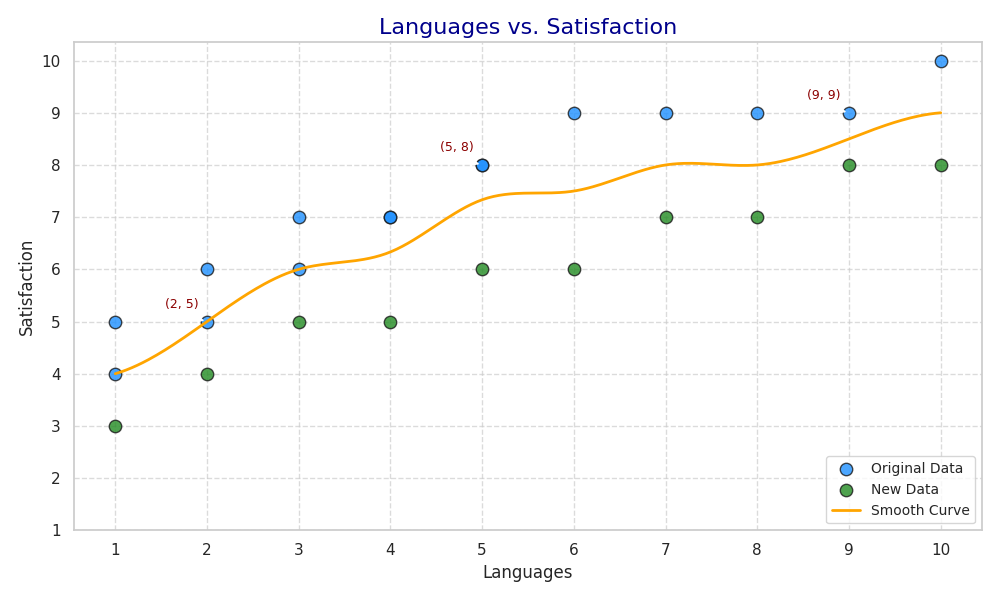 Languages vs. Satisfaction
Satisfaction
10
9
8
7
6
5
4
3
2
1
(2, 5)
(5, 8)
(9, 9)
Original Data
New Data
Smooth Curve
1 2 3 4 5 6 7 8 9 10
Languages